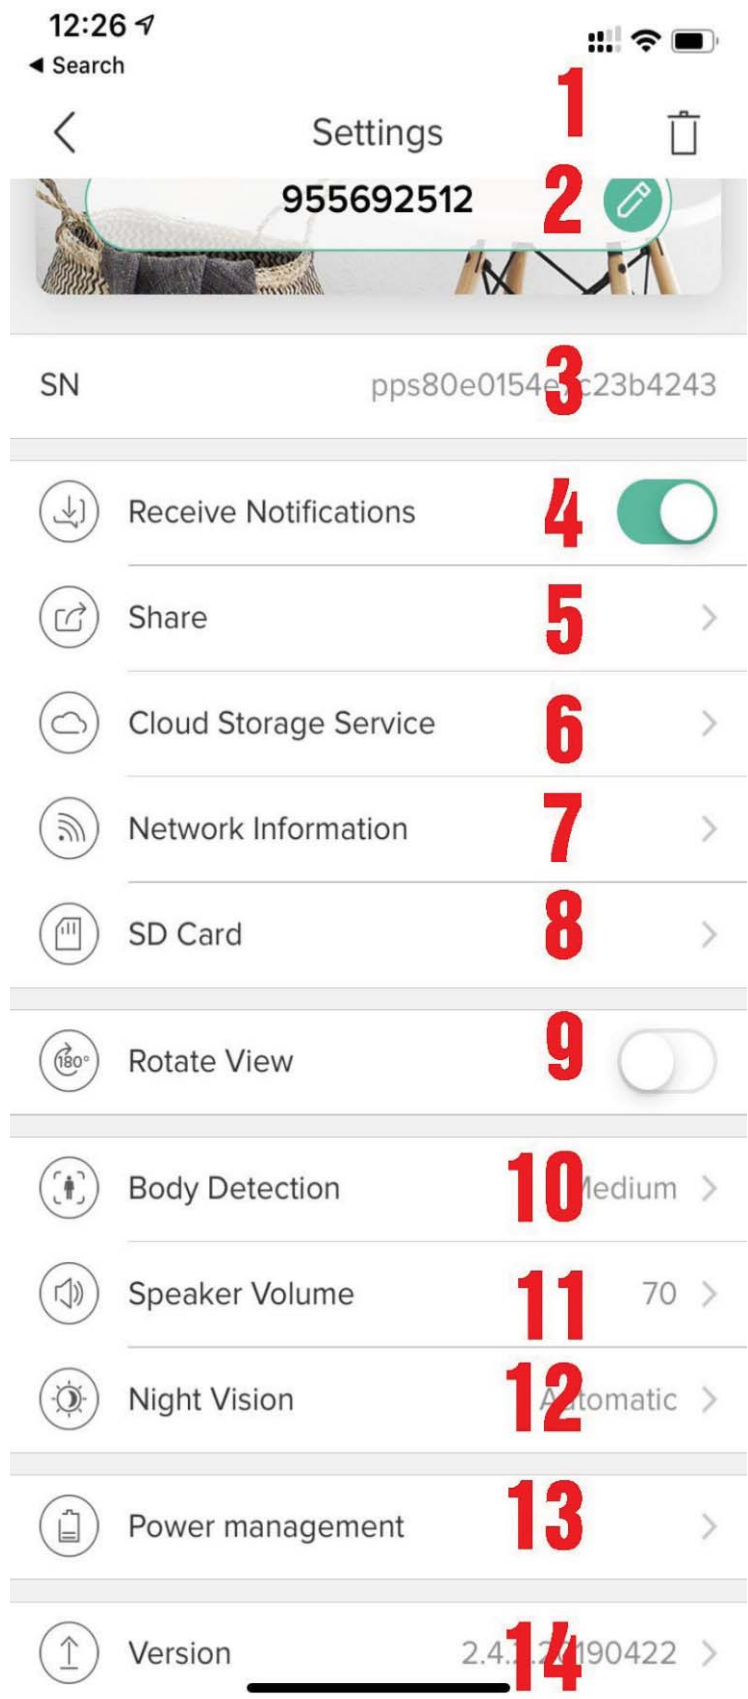 12:26
Search
1
Settings
955692512
2
SN
3
Receive Notifications
4
Share
5
Cloud Storage Service
6
Network Information
7
SD Card
8
180°
Rotate View
9
Body Detection
10
Speaker Volume
11
70
Night Vision
12
Power management
13
Version
14